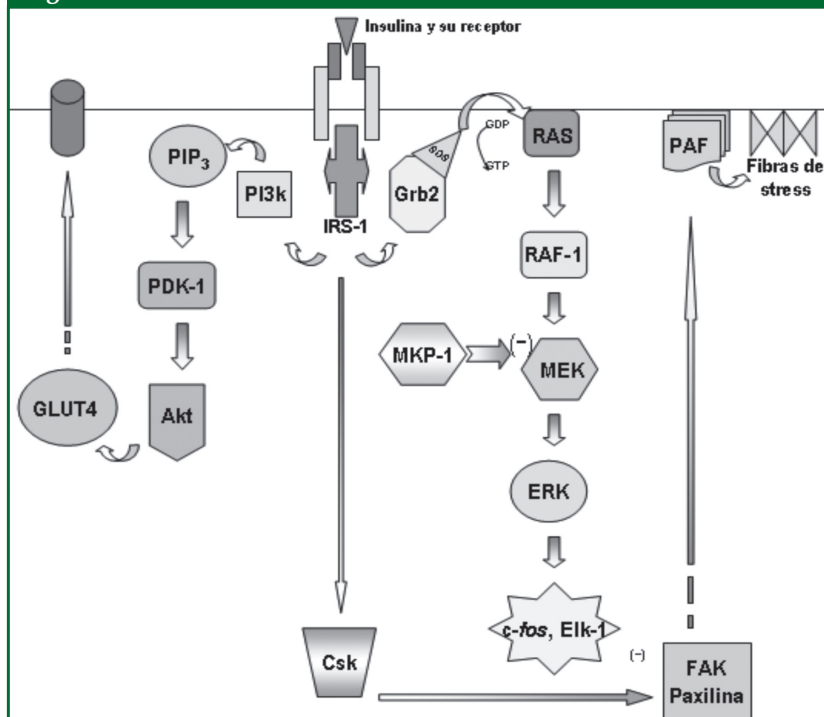 Insulina y su receptor
PIP3
PI3k
IRS-1
Grb2
SOS
GDP
GTP
RAS
PAF
Fibras de
stress
PDK-1
RAF-1
MKP-1
(-)
MEK
GLUT4
Akt
ERK
c-fos, Elk-1
Csk
(-)
FAK
Paxilina